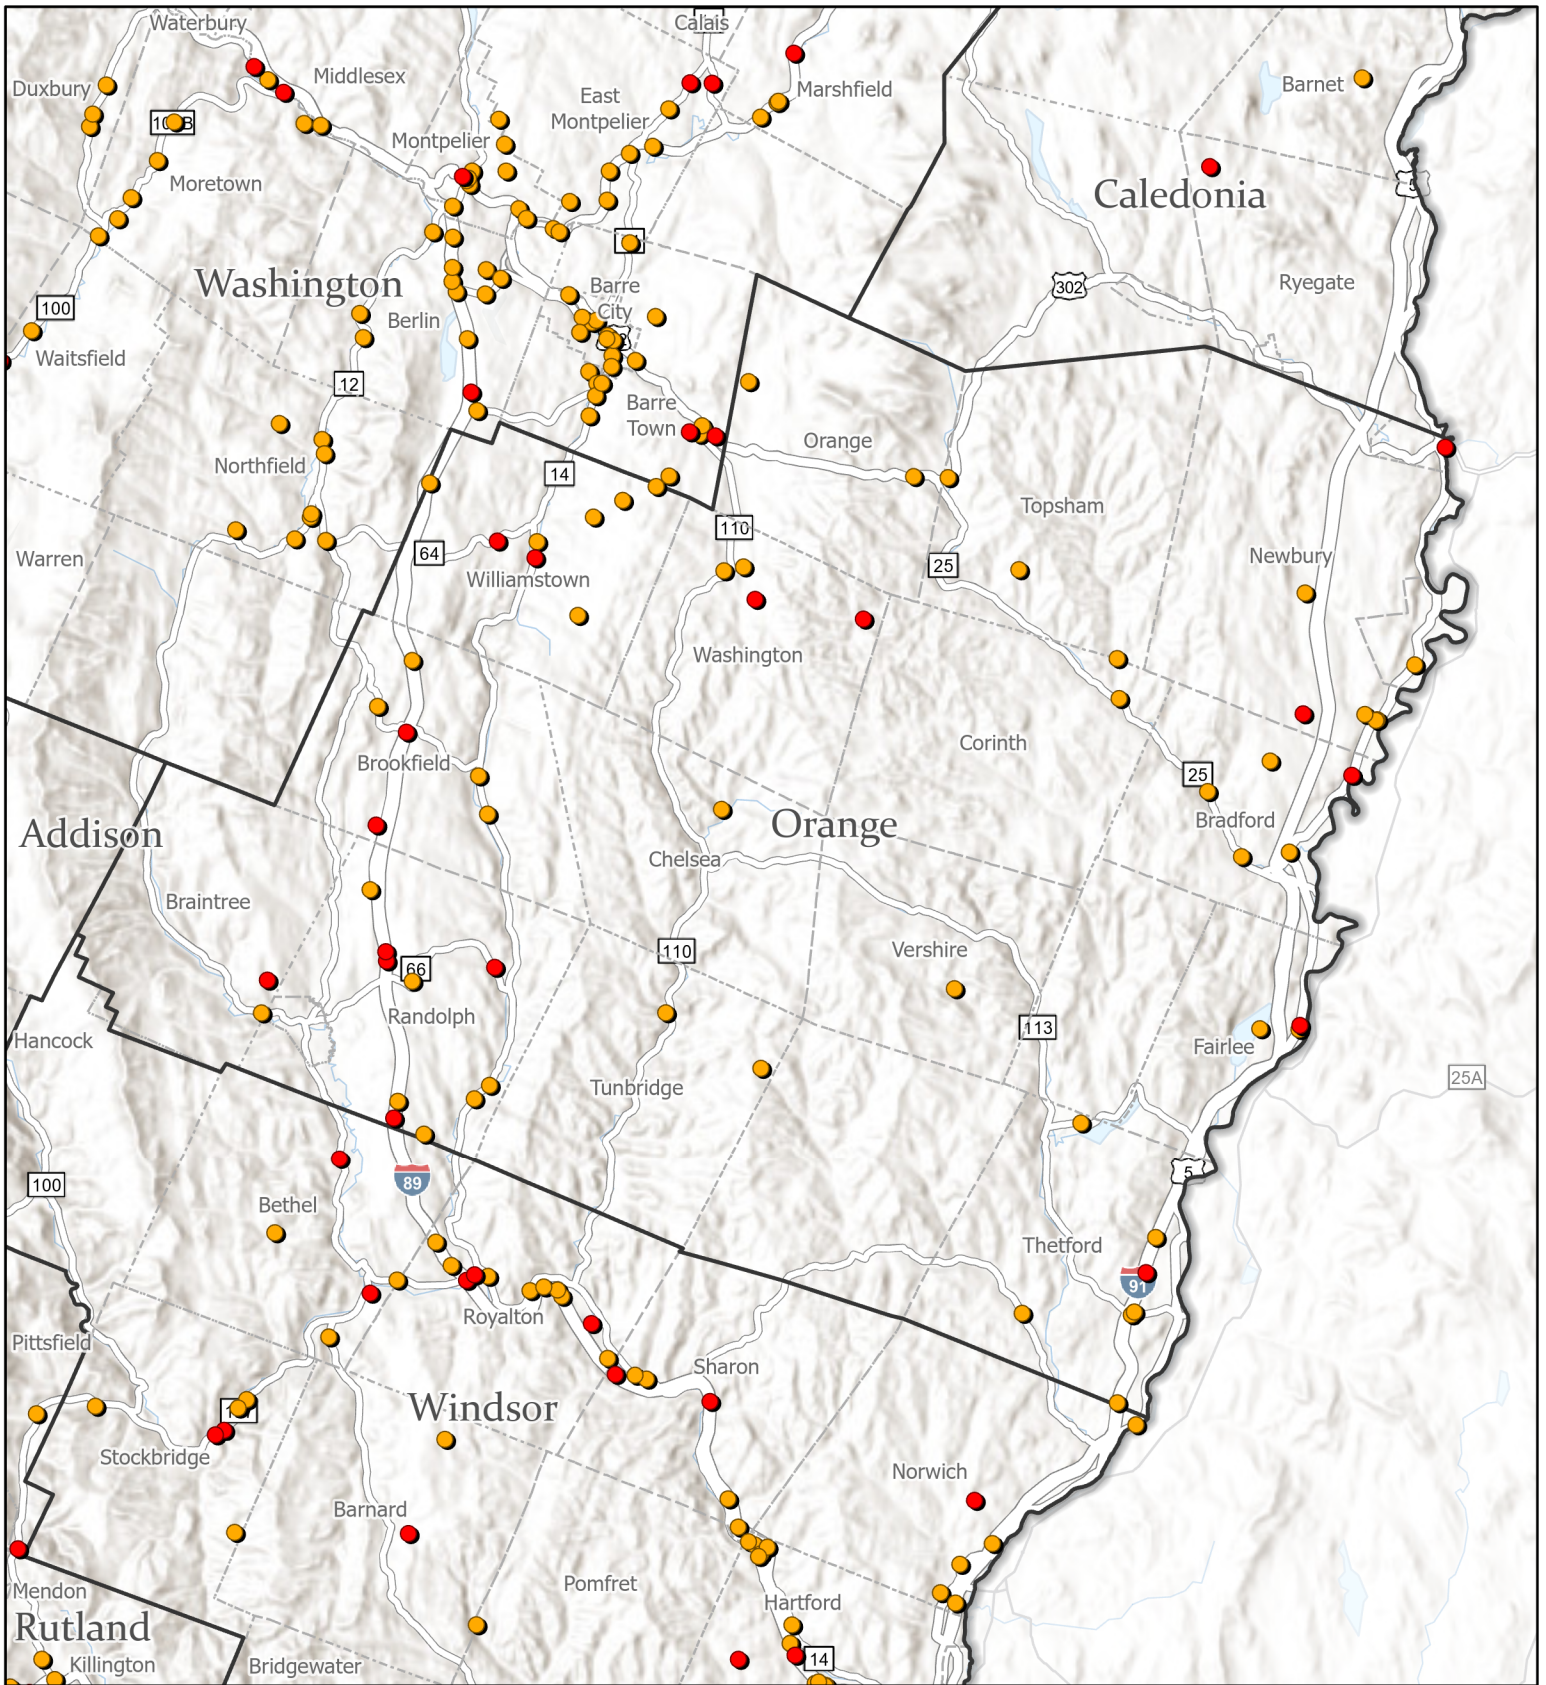 Waterbury
Calais
Middlesex
Duxbury
Marshfield
Barnet
East
Montpelier
Montpelier
Moretown
5
Caledonia
Washington
Ryegate
302
100
Barre
City
Berlin
Waitsfield
12
Barre
Town
Orange
Northfield
14
Topsham
110
64
Warren
Williamstown
25
Newbury
Washington
Corinth
Brookfield
25
Addison
Orange
Bradford
Chelsea
Braintree
110
Vershire
66
Randolph
113
Hancock
Fairlee
Tunbridge
25A
100
89
5
Bethel
Thetford
91
Royalton
Pittsfield
Sharon
Windsor
Stockbridge
Norwich
Barnard
Pomfret
Mendon
Hartford
Rutland
Killington
Bridgewater
14